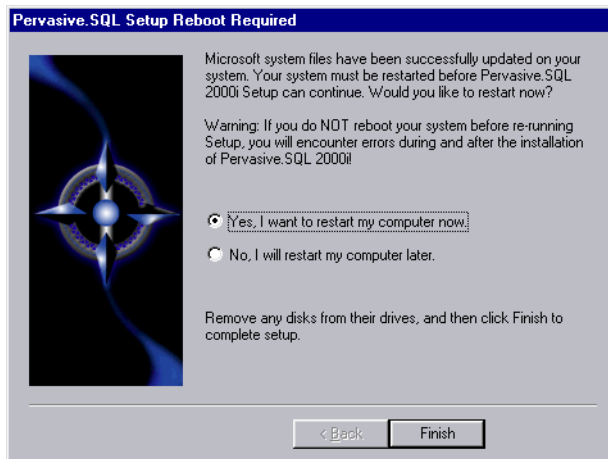 Pervasive.SQL Setup Reboot Required
Microsoft system files have been successfully updated on your
system. Your system must be restarted before Pervasive.SQL
2000i Setup can continue. Would you like to restart now?
Warning: If you do NOT reboot your system before re-running
Setup, you will encounter errors during and after the installation
of Pervasive.SQL 2000i!
Yes, I want to restart my computer now.
No, I will restart my computer later.
Remove any disks from their drives, and then click Finish to
complete setup.
< Back
Finish